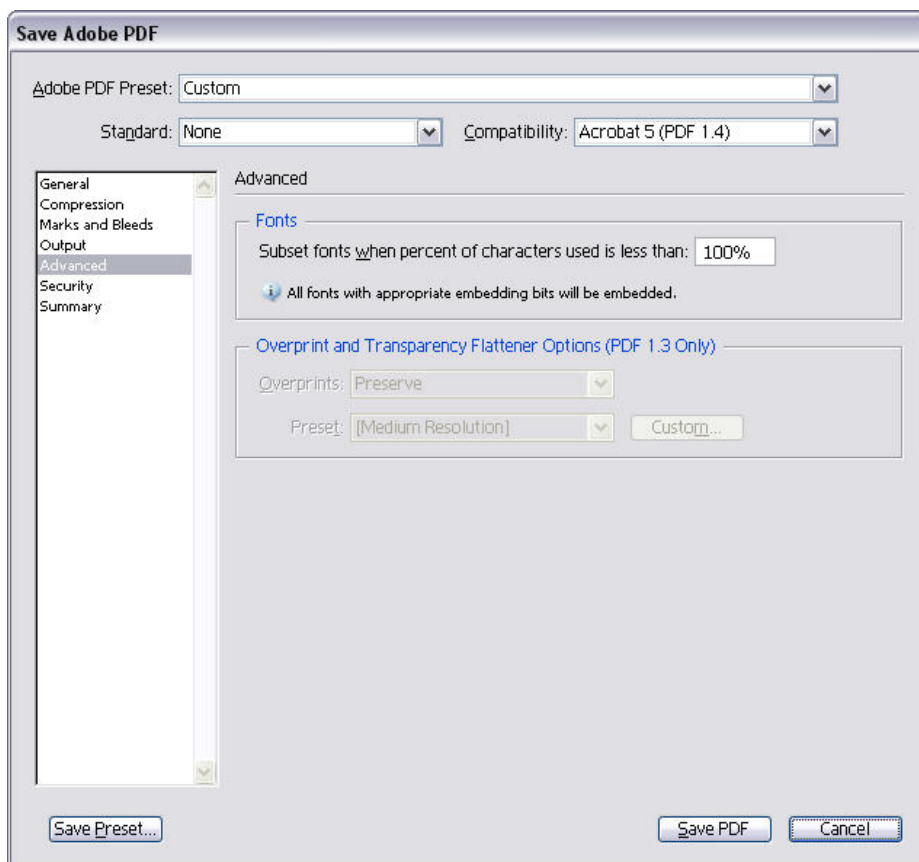 Save Adobe PDF
Adobe PDF Preset: Custom
Standard: None Compatibility: Acrobat 5 (PDF 1.4)
General
Compression
Marks and Bleeds
Output
Advanced
Security
Summary
Advanced
Fonts
Subset fonts when percent of characters used is less than: 100%
All fonts with appropriate embedding bits will be embedded.
Overprint and Transparency Flattener Options (PDF 1.3 Only)
Overprints: Preserve
Preset: [Medium Resolution] Custom...
Save Preset... Save PDF Cancel